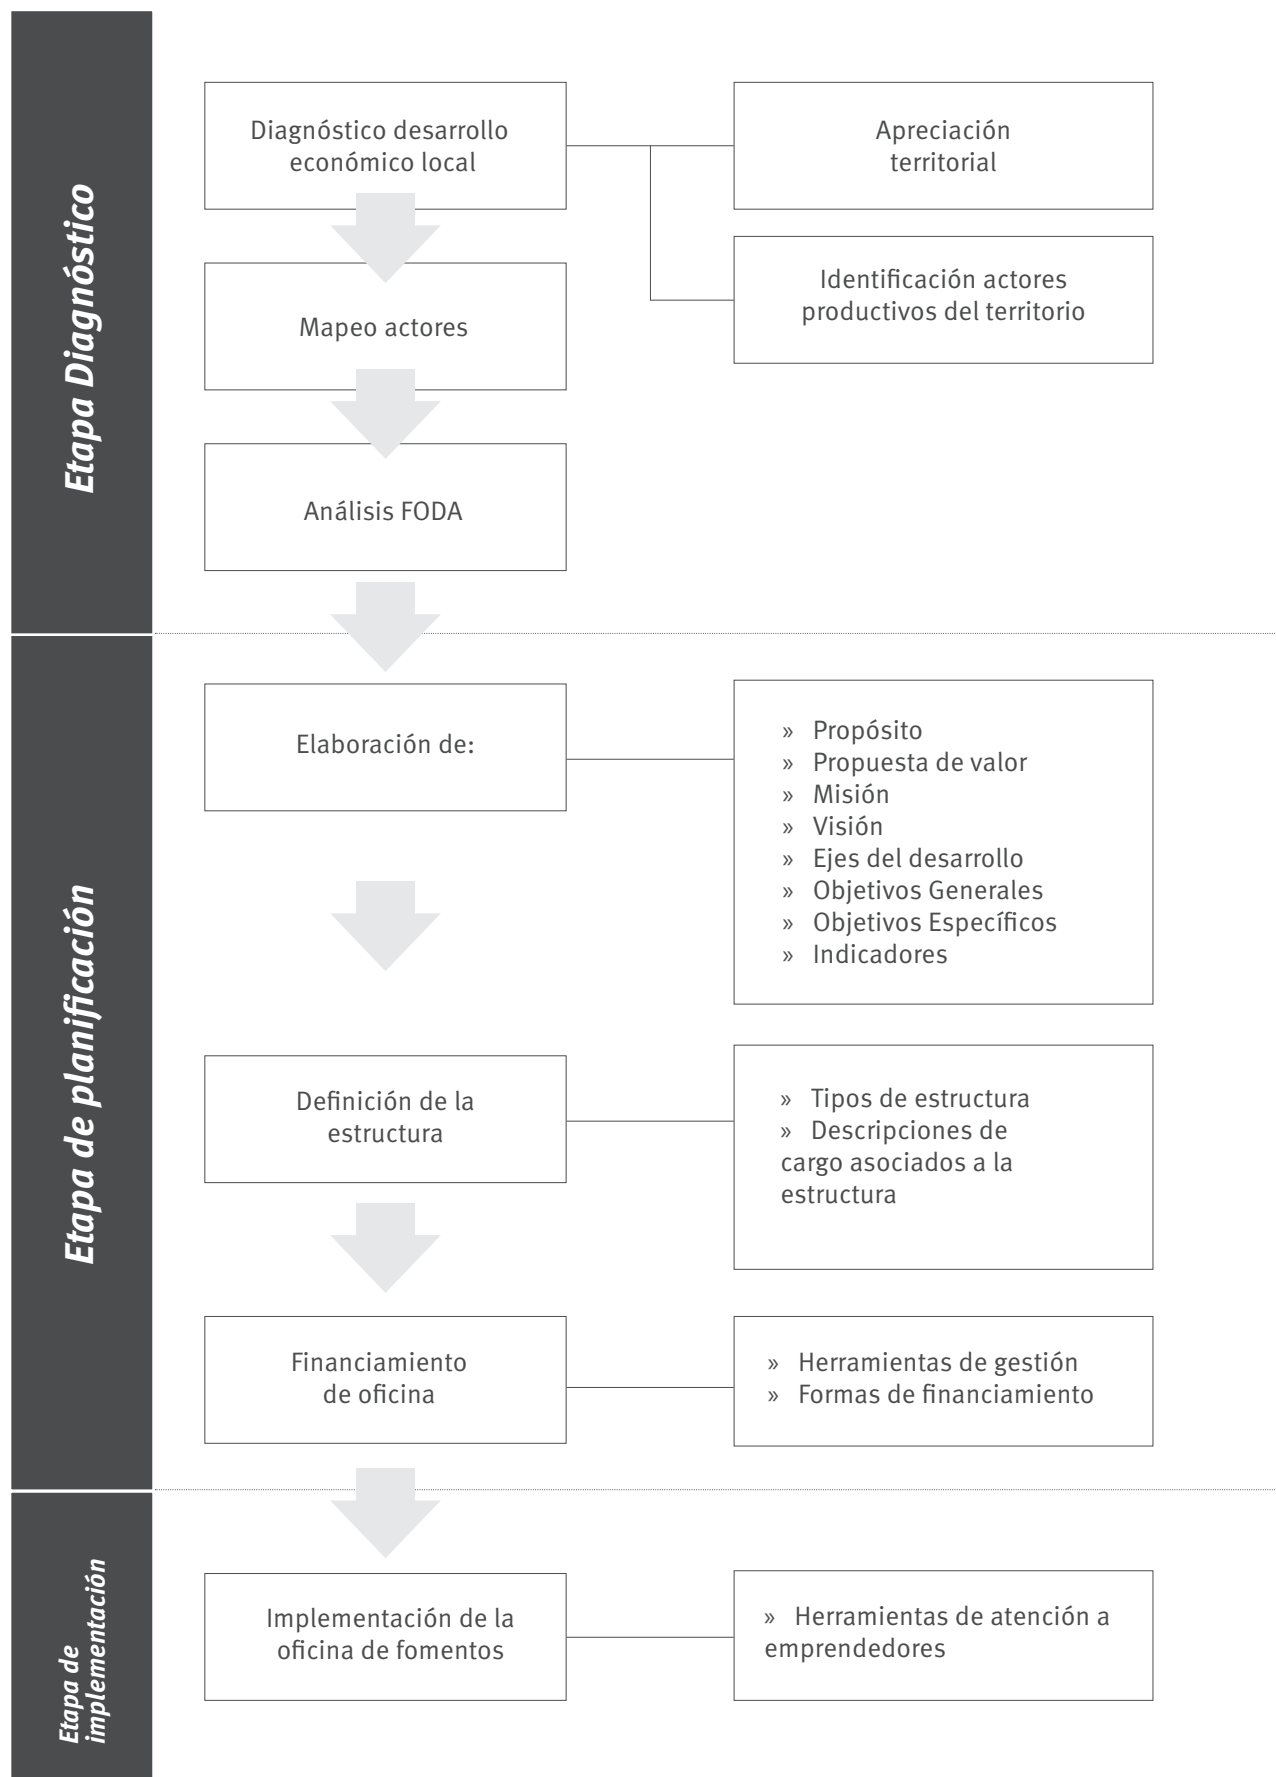 Etapa Diagnóstico
Diagnóstico desarrollo
económico local
Apreciación
territorial
Identificación actores
productivos del territorio
Mapeo actores
Análisis FODA
Etapa de planificación
Elaboración de:
» Propósito
» Propuesta de valor
» Misión
» Visión
» Ejes del desarrollo
» Objetivos Generales
» Objetivos Específicos
» Indicadores
Definición de la
estructura
» Tipos de estructura
» Descripciones de
cargo asociados a la
estructura
Financiamiento
de oficina
» Herramientas de gestión
» Formas de financiamiento
Etapa de
implementación
Implementación de la
oficina de fomentos
» Herramientas de atención a
emprendedores